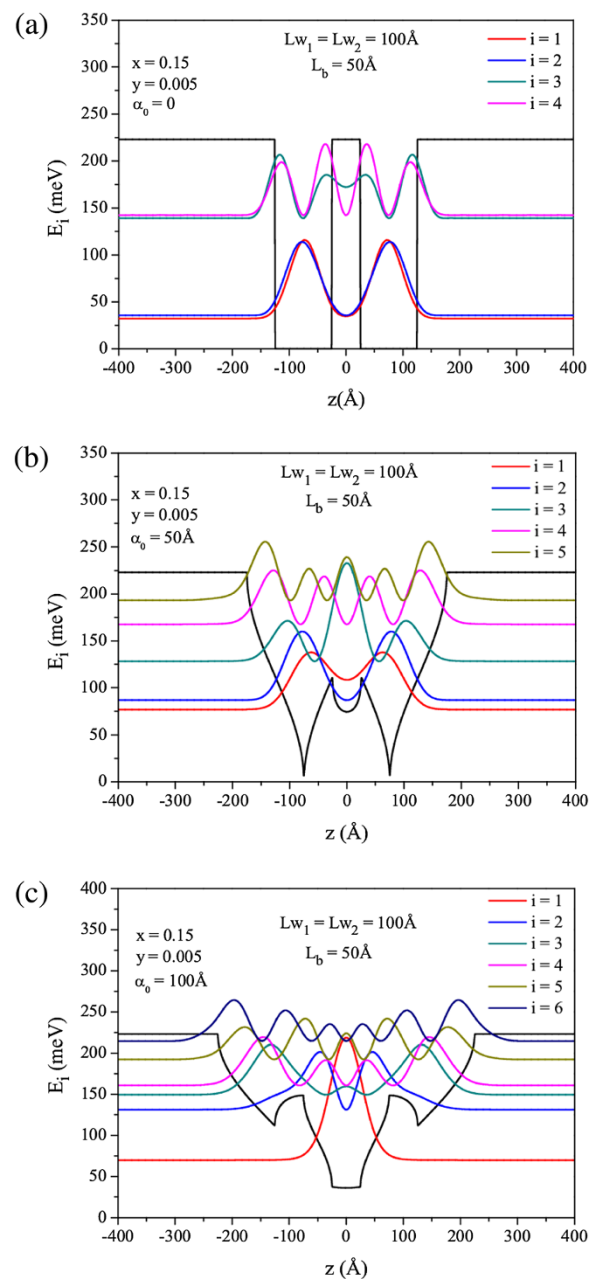 (a)
350
300
250
200
150
100
50
0
E_i (meV)
x = 0.15
y = 0.005
α_0 = 0
Lw_1 = Lw_2 = 100Å
L_b = 50Å
i = 1
i = 2
i = 3
i = 4
-400 -300 -200 -100 0 100 200 300 400
z(Å)
(b)
350
300
250
200
150
100
50
0
E_i (meV)
x = 0.15
y = 0.005
α_0 = 50Å
Lw_1 = Lw_2 = 100Å
L_b = 50Å
i = 1
i = 2
i = 3
i = 4
i = 5
-400 -300 -200 -100 0 100 200 300 400
z (Å)
(c)
400
350
300
250
200
150
100
50
0
E_i (meV)
x = 0.15
y = 0.005
α_0 = 100Å
Lw_1 = Lw_2 = 100Å
L_b = 50Å
i = 1
i = 2
i = 3
i = 4
i = 5
i = 6
-400 -300 -200 -100 0 100 200 300 400
z (Å)